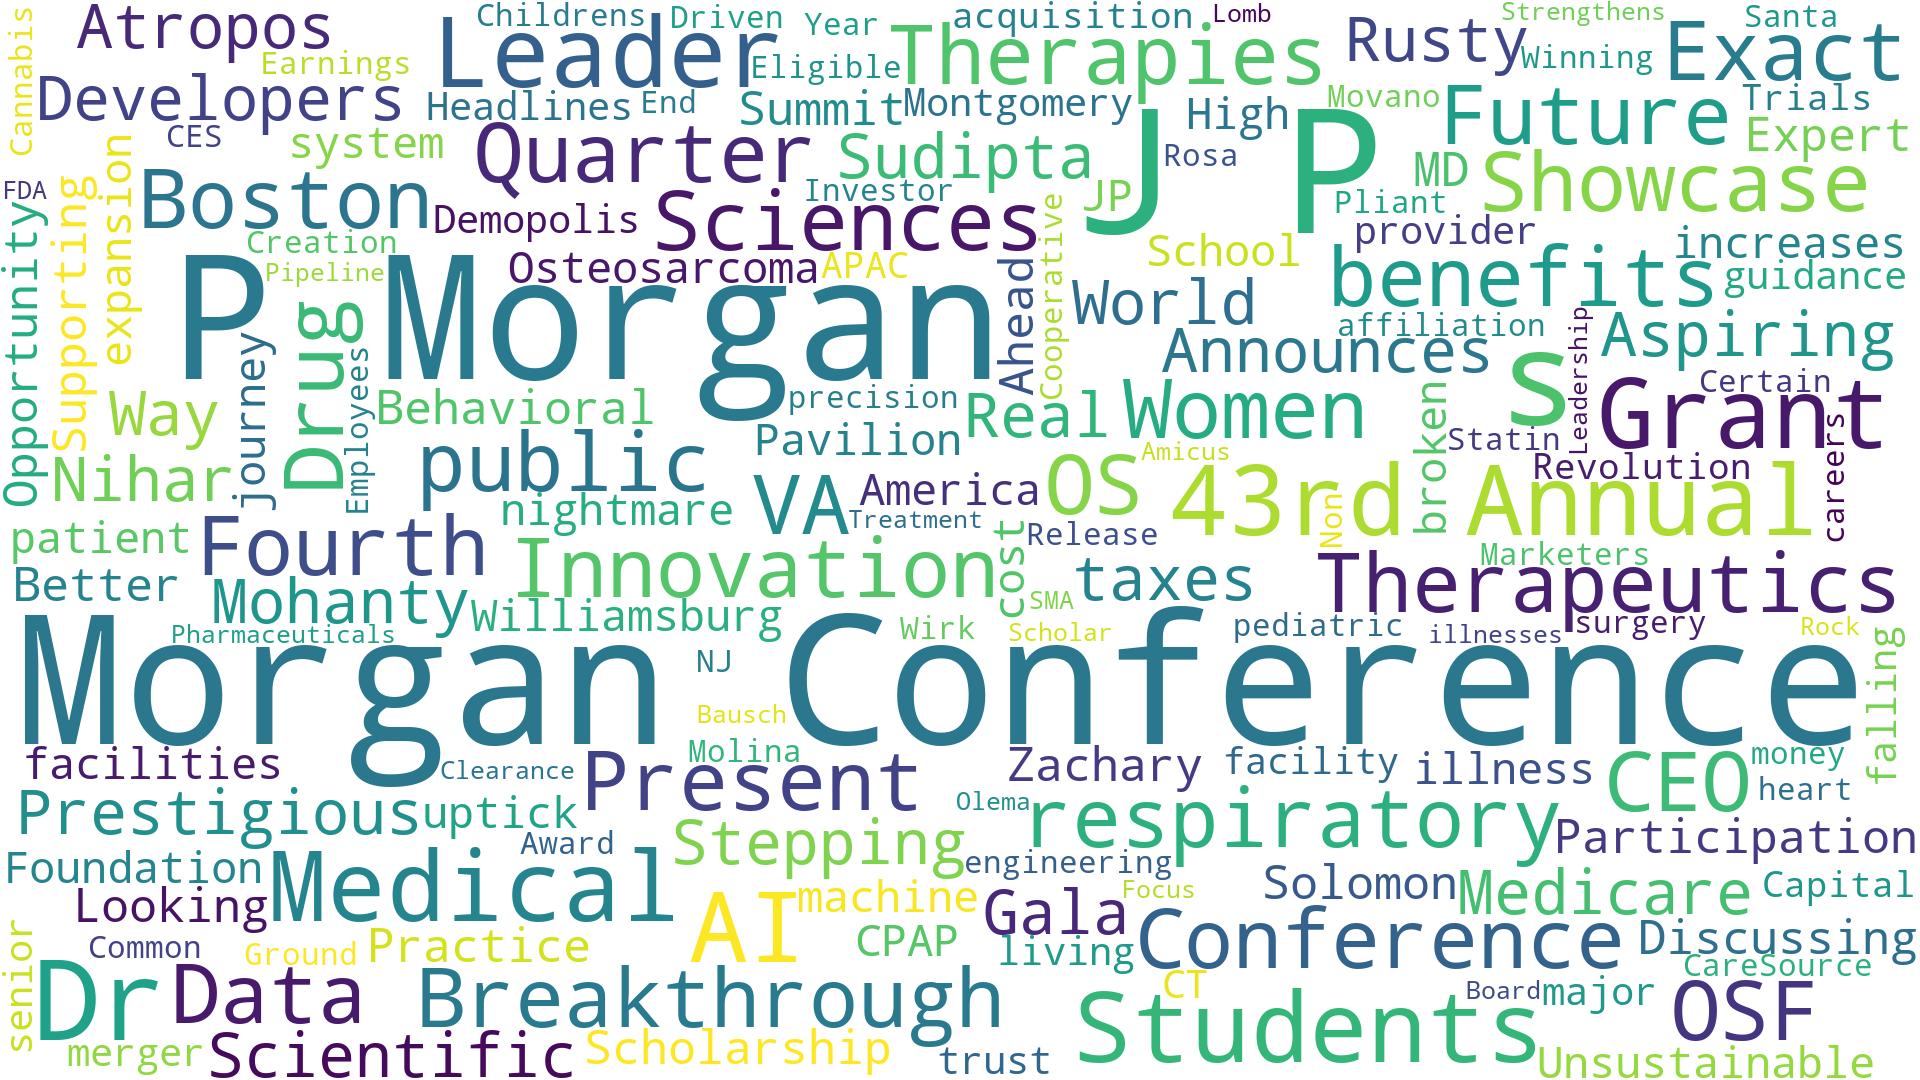 Cannabis
Atropos
Childrens
Driven
Year
acquisition
Lomb
Strengthens
Santa
Leader
Earnings
Eligible
Therapies
Rusty
Winning
Exact
Developers
Headlines
End
Summit
Montgomery
High
Movano
Future
Trials
CES
system
Quarter
Sudipta
J P
Rosa
MD
Expert
Showcase
FDA
Boston
Demopolis
Sciences
Investor
JP
Pliant
provider
increases
Opportunity
Supporting
expansion
Creation
Pipeline
Osteosarcoma
APAC
Cooperative
School
benefits
guidance
P Morgan
Drug
journey
Employees
Ahead
World
Announces
affiliation
Leadership
Aspiring
s
Way
Behavioral
precision
Real
Women
broken
Statin
Grant
Certain
careers
Nihar
public
Pavilion
Amicus
Revolution
nightmare
VA
America
OS
43rd
Annual
Non
patient
Fourth
Treatment
Release
Innovation
cost
taxes
Marketers
Therapeutics
Better
Mohanty
Williamsburg
SMA
Wirk
Scholar
pediatric
illnesses
surgery
Rock
falling
Pharmaceuticals
NJ
Morgan Conference
Bausch
Molina
facilities
Clearance
Present
Zachary
facility
illness
CEO
money
heart
Prestigious
uptick
Olema
respiratory
Participation
Award
Stepping
Foundation
Medical
engineering
Solomon
Medicare
Capital
Looking
AI
machine
Gala
Focus
Conference
Discussing
senior
Common
Ground
Practice
CPAP
living
CareSource
Dr
Data
Breakthrough
CT
Students
Board
major
OSF
merger
Scientific
Scholarship
trust
Unsustainable